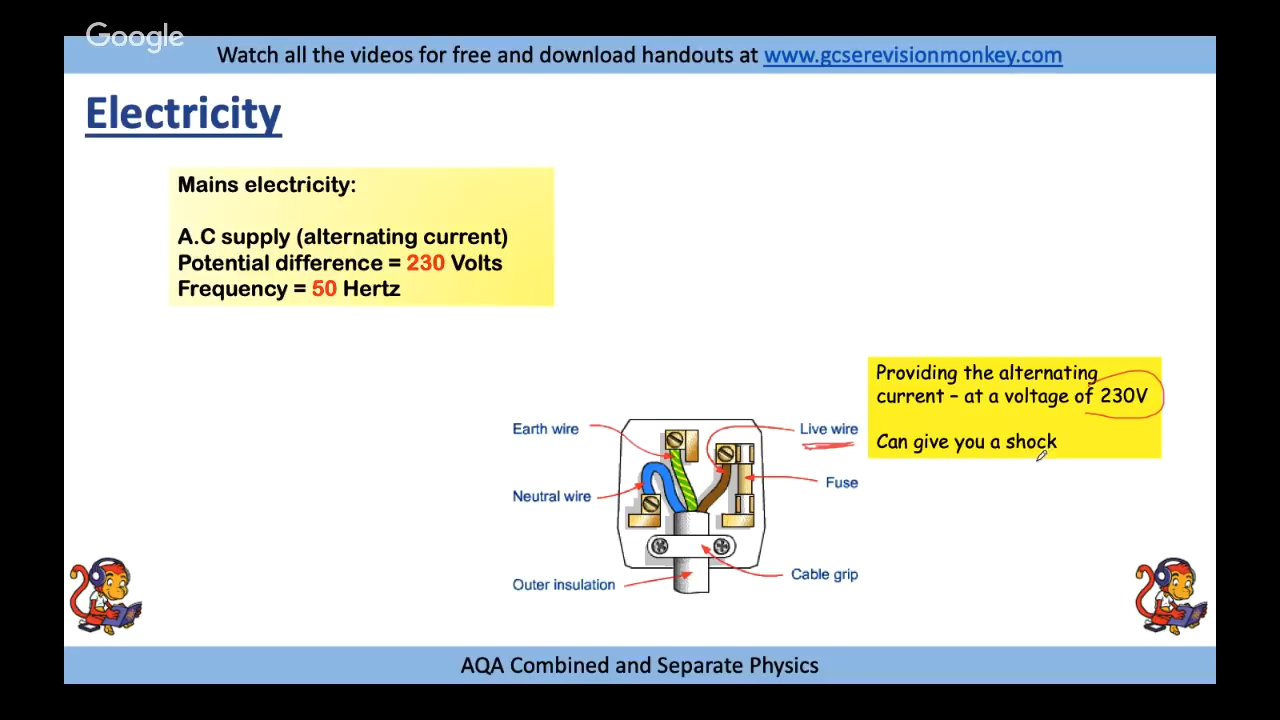 Google
Watch all the videos for free and download handouts at www.gcserevisionmonkey.com
Electricity
Mains electricity:
A.C supply (alternating current)
Potential difference = 230 Volts
Frequency = 50 Hertz
Providing the alternating
current – at a voltage of 230V
Can give you a shock
Earth wire
Live wire
Fuse
Neutral wire
Cable grip
Outer insulation
AQA Combined and Separate Physics